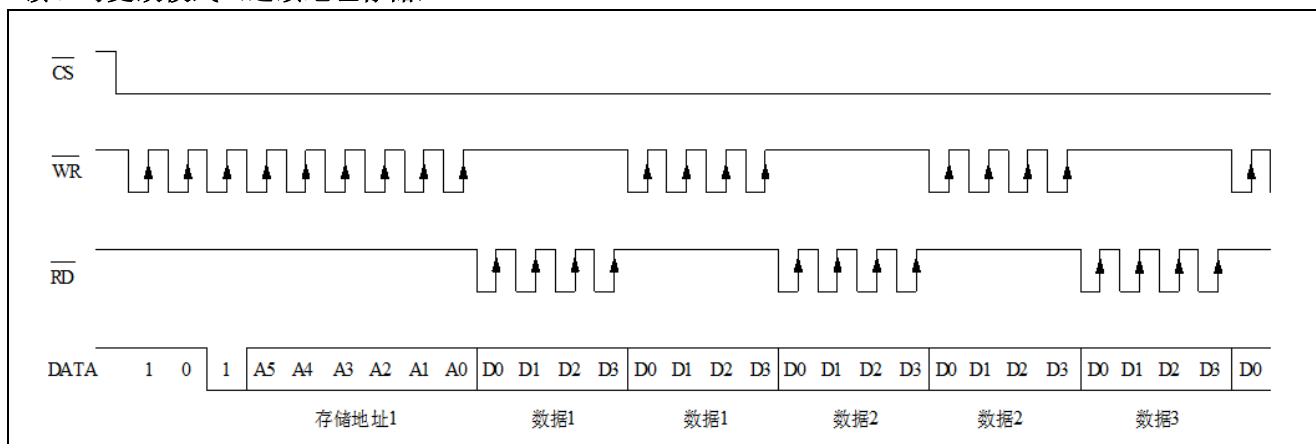 CS
WR
RD
DATA 1 0 1 A5 A4 A3 A2 A1 A0 D0 D1 D2 D3 D0 D1 D2 D3 D0 D1 D2 D3 D0 D1 D2 D3 D0 D1 D2 D3 D0
存储地址1 数据1 数据1 数据2 数据2 数据3